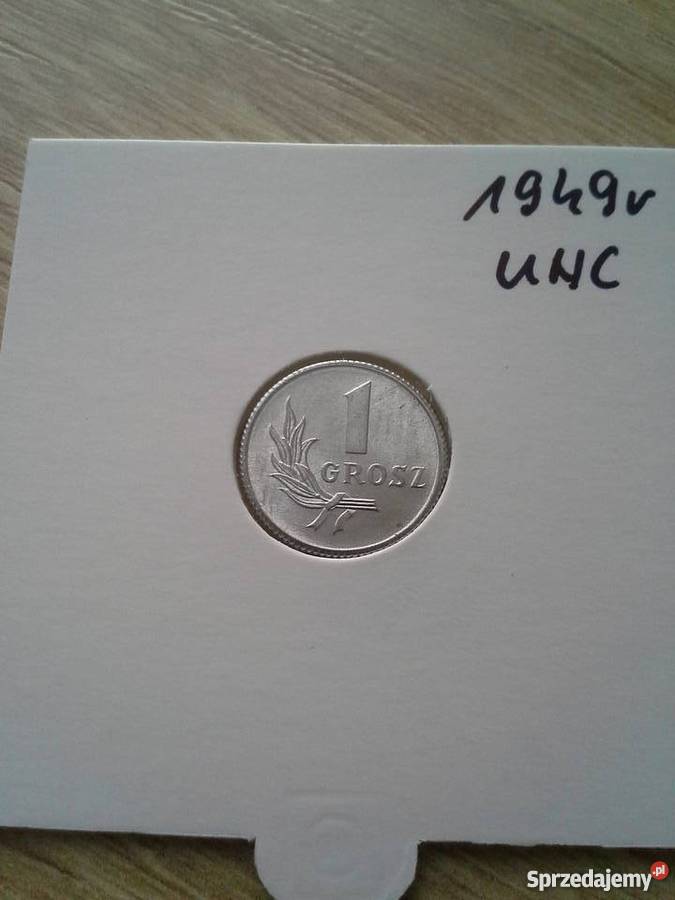 1949r
UNC
1
GROSZ
Sprzedajemy.pl